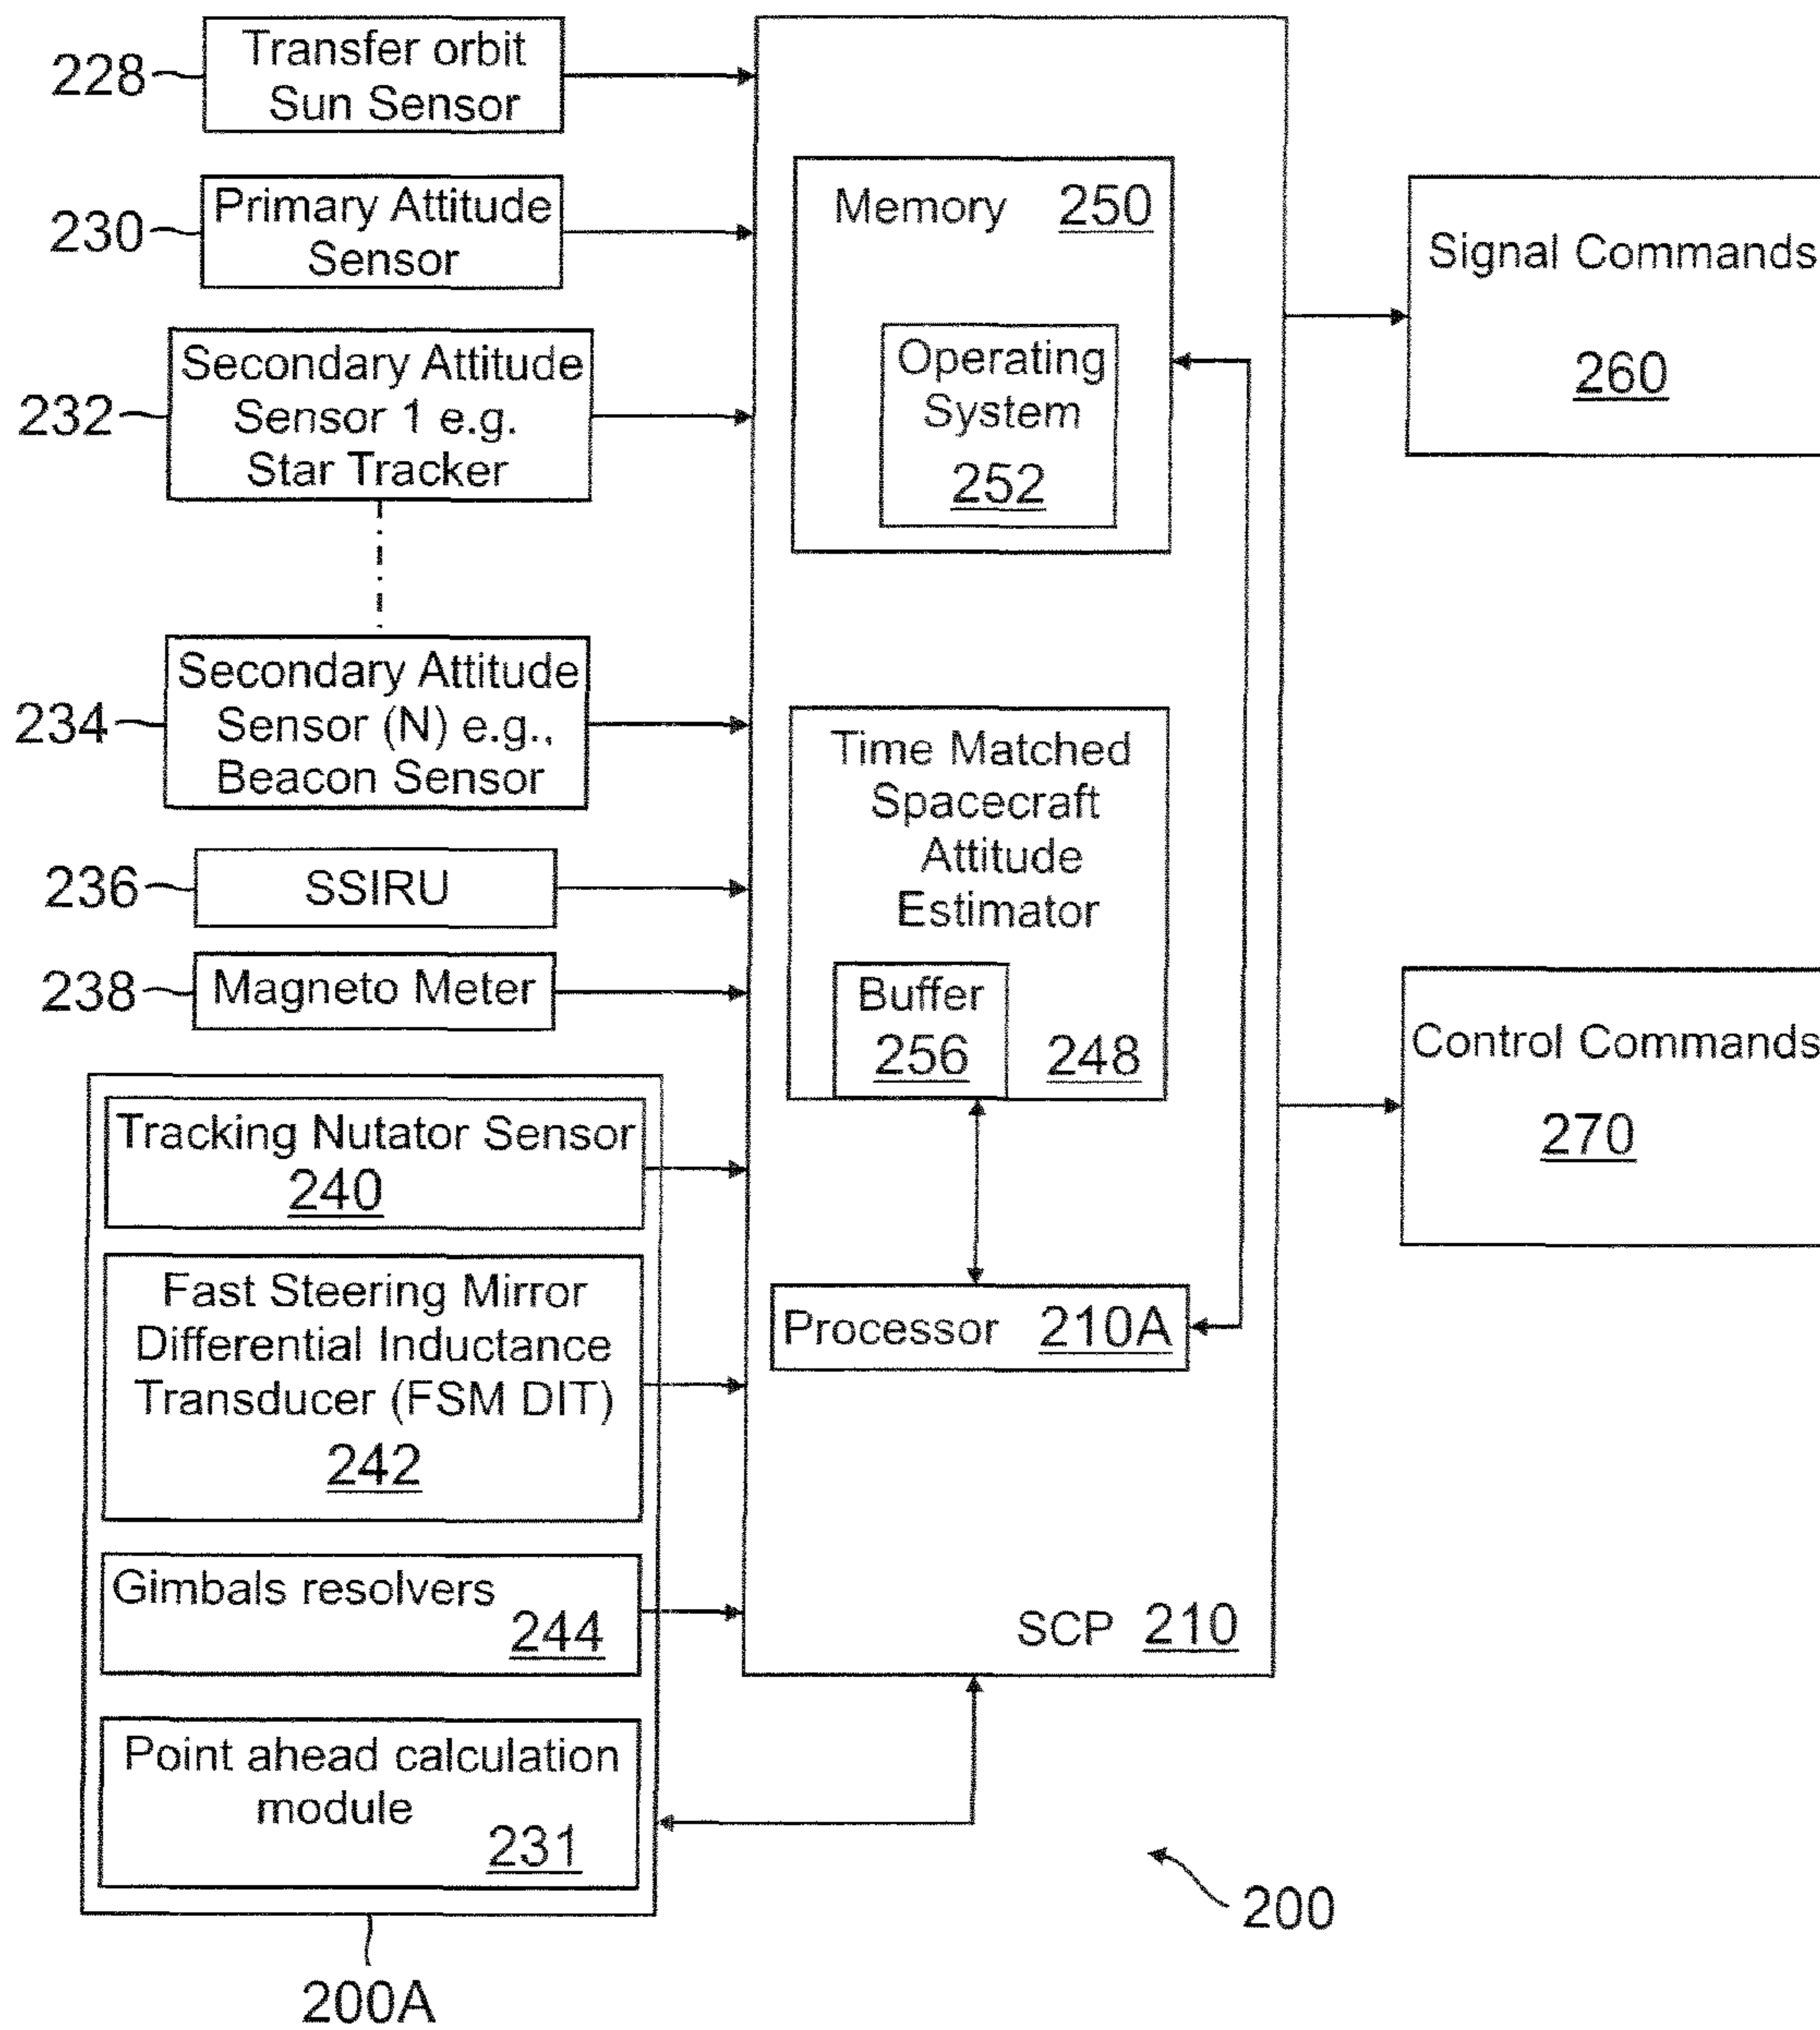 228
Transfer orbit
Sun Sensor
230
Primary Attitude
Sensor
232
Secondary Attitude
Sensor 1 e.g.
Star Tracker
234
Secondary Attitude
Sensor (N) e.g.,
Beacon Sensor
236
SSIRU
238
Magneto Meter
Tracking Nutator Sensor
240
Fast Steering Mirror
Differential Inductance
Transducer (FSM DIT)
242
Gimbals resolvers
244
Point ahead calculation
module
231
200A
Memory 250
Operating
System
252
Time Matched
Spacecraft
Attitude
Estimator
248
Buffer
256
Processor 210A
SCP 210
Signal Commands
260
Control Commands
270
200